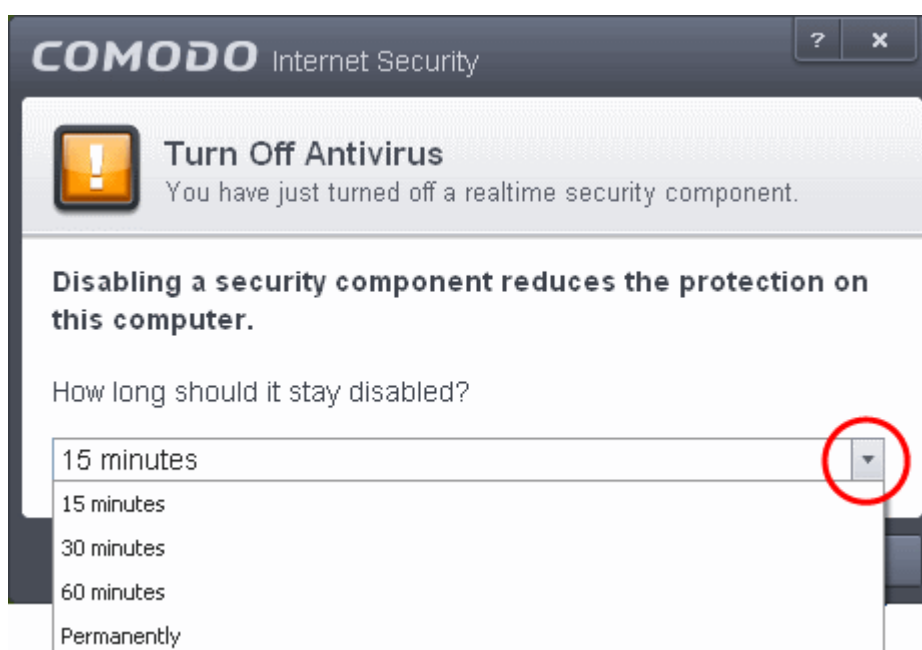 COMODO Internet Security
? x
!
Turn Off Antivirus
You have just turned off a realtime security component.
Disabling a security component reduces the protection on
this computer.
How long should it stay disabled?
15 minutes
15 minutes
30 minutes
60 minutes
Permanently